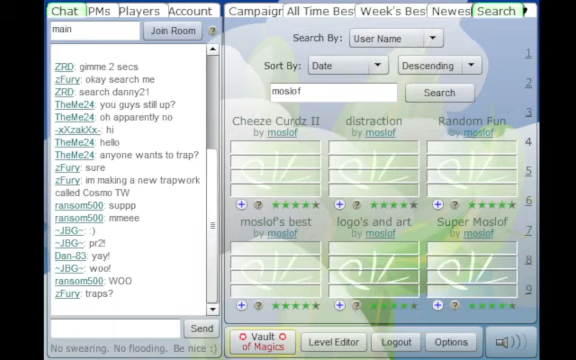 Chat PMs Players Account
Campaign All Time Bes Week's Bes Newes Search
main Join Room ?
ZRD: gimme 2 secs
zFury: okay search me
ZRD: search danny21
TheMe24: you guys still up?
TheMe24: oh apparently no
-xXzakXx-: hi
TheMe24: hello
TheMe24: anyone wants to trap?
zFury: sure
zFury: im making a new trapwork
called Cosmo TW
ransom500: suppp
ransom500: mmeee
~JBG~: :)
~JBG~: pr2!
Dan-83: yay!
~JBG~: woo!
ransom500: WOO
zFury: traps?
Send
No swearing. No flooding. Be nice :)
Search By: User Name
Sort By: Date Descending
moslof Search
Cheeze Curdz II
by moslof
distraction
by moslof
Random Fun
by moslof
moslof's best
by moslof
logo's and art
by moslof
Super Moslof
by moslof
1
2
3
4
5
6
7
8
9
Vault
of Magics
Level Editor
Logout
Options